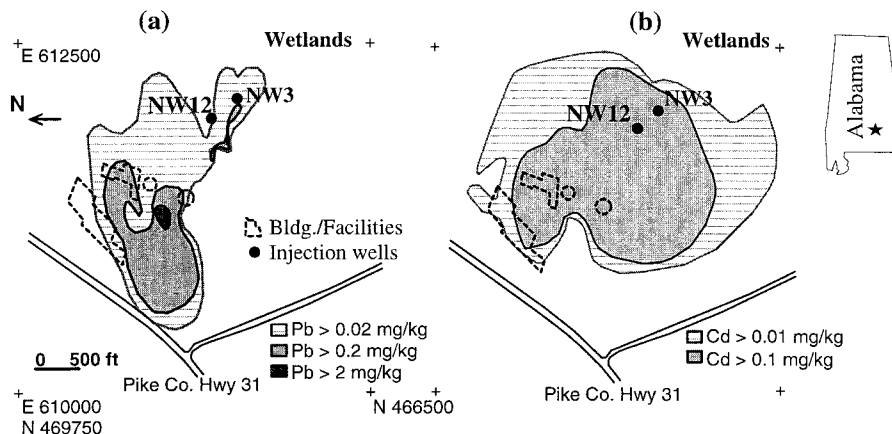 (a)
(b)
E 612500
Wetlands
Wetlands
Alabama
N
NW12
NW3
NW12
NW3
Bldg./Facilities
Injection wells
Pb > 0.02 mg/kg
Pb > 0.2 mg/kg
Pb > 2 mg/kg
Cd > 0.01 mg/kg
Cd > 0.1 mg/kg
0 500 ft
Pike Co. Hwy 31
Pike Co. Hwy 31
E 610000
N 469750
N 466500